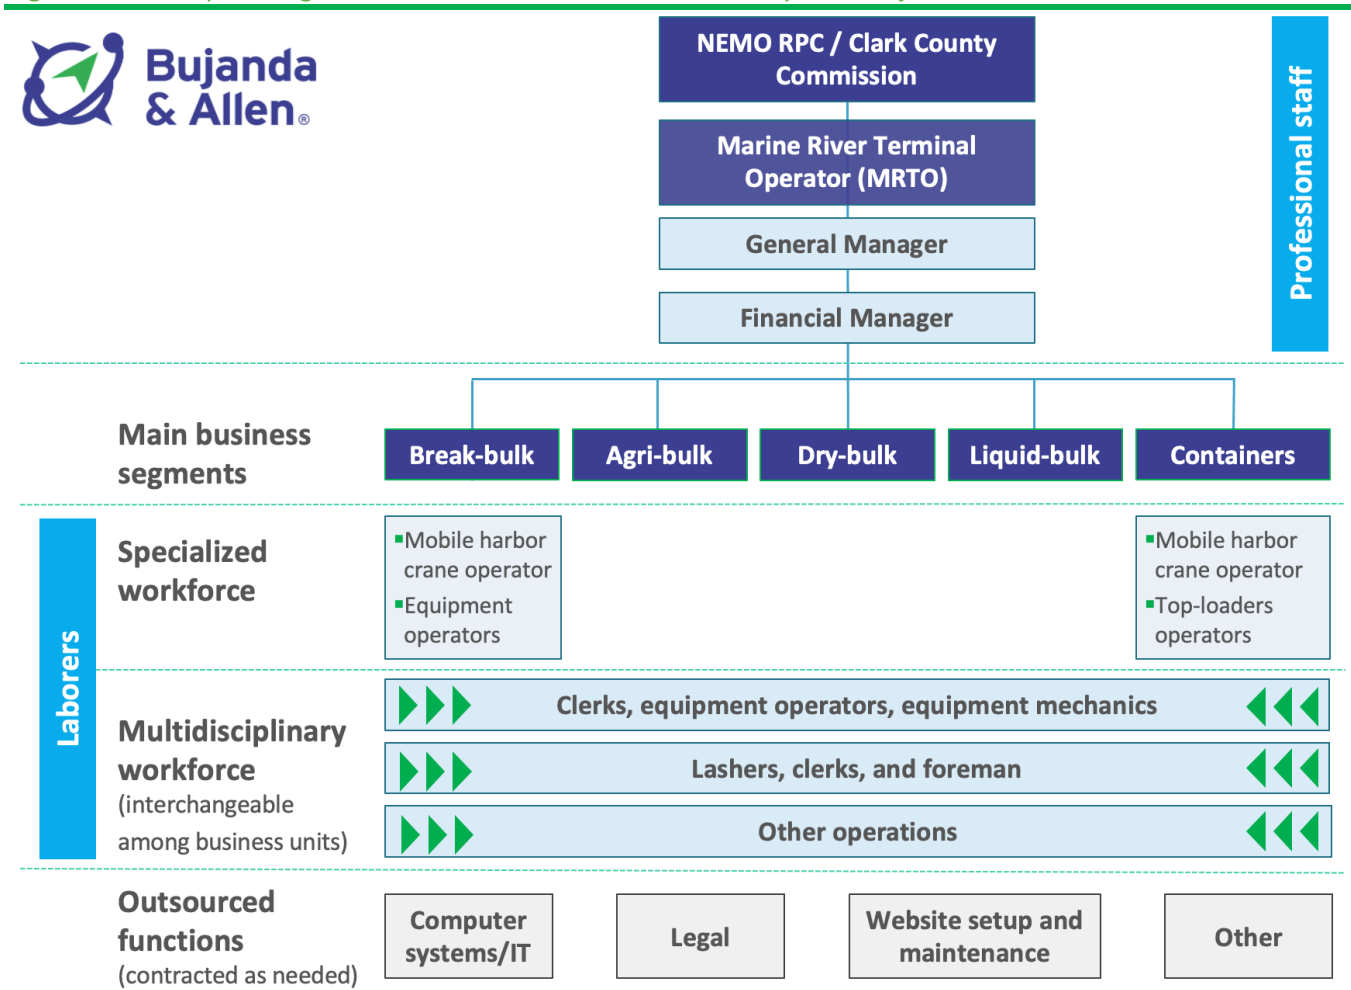 Bujanda
& Allen®
NEMO RPC / Clark County
Commission
Marine River Terminal
Operator (MRTO)
General Manager
Financial Manager
Professional staff
Main business
segments
Break-bulk
Agri-bulk
Dry-bulk
Liquid-bulk
Containers
Laborers
Specialized
workforce
▪Mobile harbor
crane operator
▪Equipment
operators
▪Mobile harbor
crane operator
▪Top-loaders
operators
Multidisciplinary
workforce
(interchangeable
among business units)
Clerks, equipment operators, equipment mechanics
Lashers, clerks, and foreman
Other operations
Outsourced
functions
(contracted as needed)
Computer
systems/IT
Legal
Website setup and
maintenance
Other